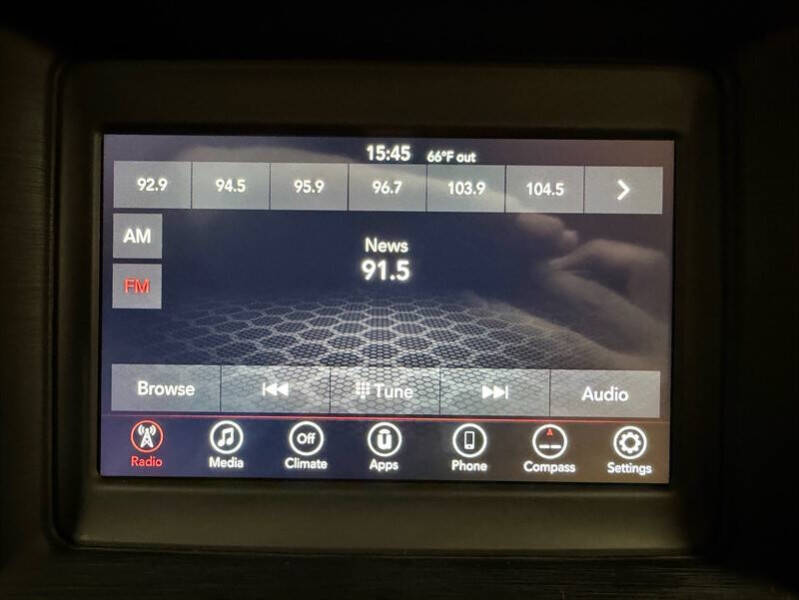 15:45 66°F out
92.9 94.5 95.9 96.7 103.9 104.5
AM
News
91.5
FM
Browse Tune Audio
Off
Radio Media Climate Apps Phone Compass Settings